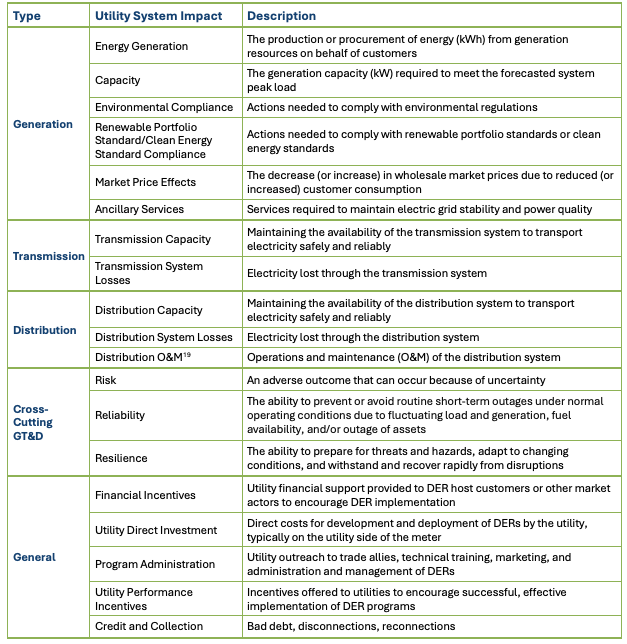 Type Utility System Impact Description
Generation
Energy Generation
The production or procurement of energy (kWh) from generation
resources on behalf of customers
Capacity
The generation capacity (kW) required to meet the forecasted system
peak load
Environmental Compliance
Actions needed to comply with environmental regulations
Renewable Portfolio
Standard/Clean Energy
Standard Compliance
Actions needed to comply with renewable portfolio standards or clean
energy standards
Market Price Effects
The decrease (or increase) in wholesale market prices due to reduced (or
increased) customer consumption
Ancillary Services
Services required to maintain electric grid stability and power quality
Transmission
Transmission Capacity
Maintaining the availability of the transmission system to transport
electricity safely and reliably
Transmission System
Losses
Electricity lost through the transmission system
Distribution
Distribution Capacity
Maintaining the availability of the distribution system to transport
electricity safely and reliably
Distribution System Losses
Electricity lost through the distribution system
Distribution O&M¹⁹
Operations and maintenance (O&M) of the distribution system
Cross-
Cutting
GT&D
Risk
An adverse outcome that can occur because of uncertainty
Reliability
The ability to prevent or avoid routine short-term outages under normal
operating conditions due to fluctuating load and generation, fuel
availability, and/or outage of assets
Resilience
The ability to prepare for threats and hazards, adapt to changing
conditions, and withstand and recover rapidly from disruptions
General
Financial Incentives
Utility financial support provided to DER host customers or other market
actors to encourage DER implementation
Utility Direct Investment
Direct costs for development and deployment of DERs by the utility,
typically on the utility side of the meter
Program Administration
Utility outreach to trade allies, technical training, marketing, and
administration and management of DERs
Utility Performance
Incentives
Incentives offered to utilities to encourage successful, effective
implementation of DER programs
Credit and Collection
Bad debt, disconnections, reconnections